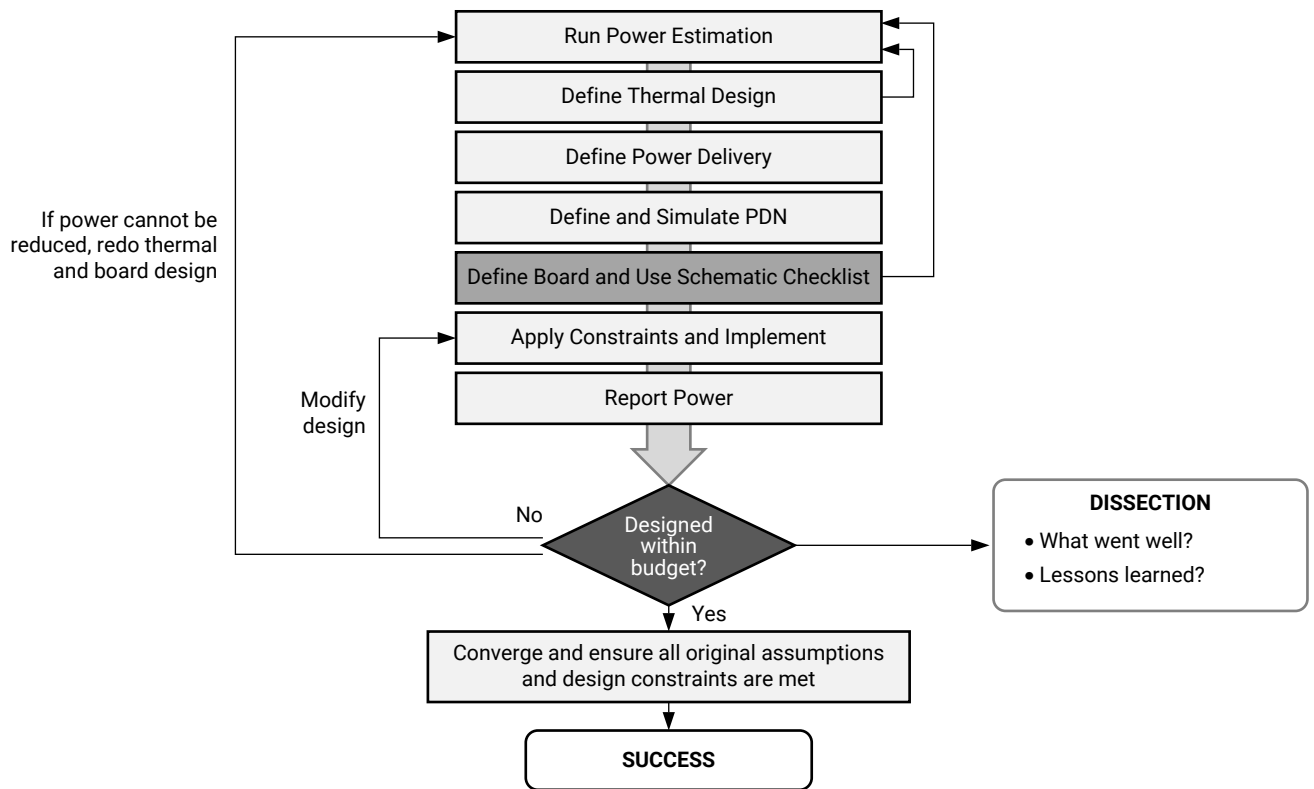 Run Power Estimation
Define Thermal Design
Define Power Delivery
Define and Simulate PDN
Define Board and Use Schematic Checklist
Apply Constraints and Implement
Report Power
If power cannot be
reduced, redo thermal
and board design
Modify
design
No
Designed
within
budget?
Yes
DISSECTION
• What went well?
• Lessons learned?
Converge and ensure all original assumptions
and design constraints are met
SUCCESS